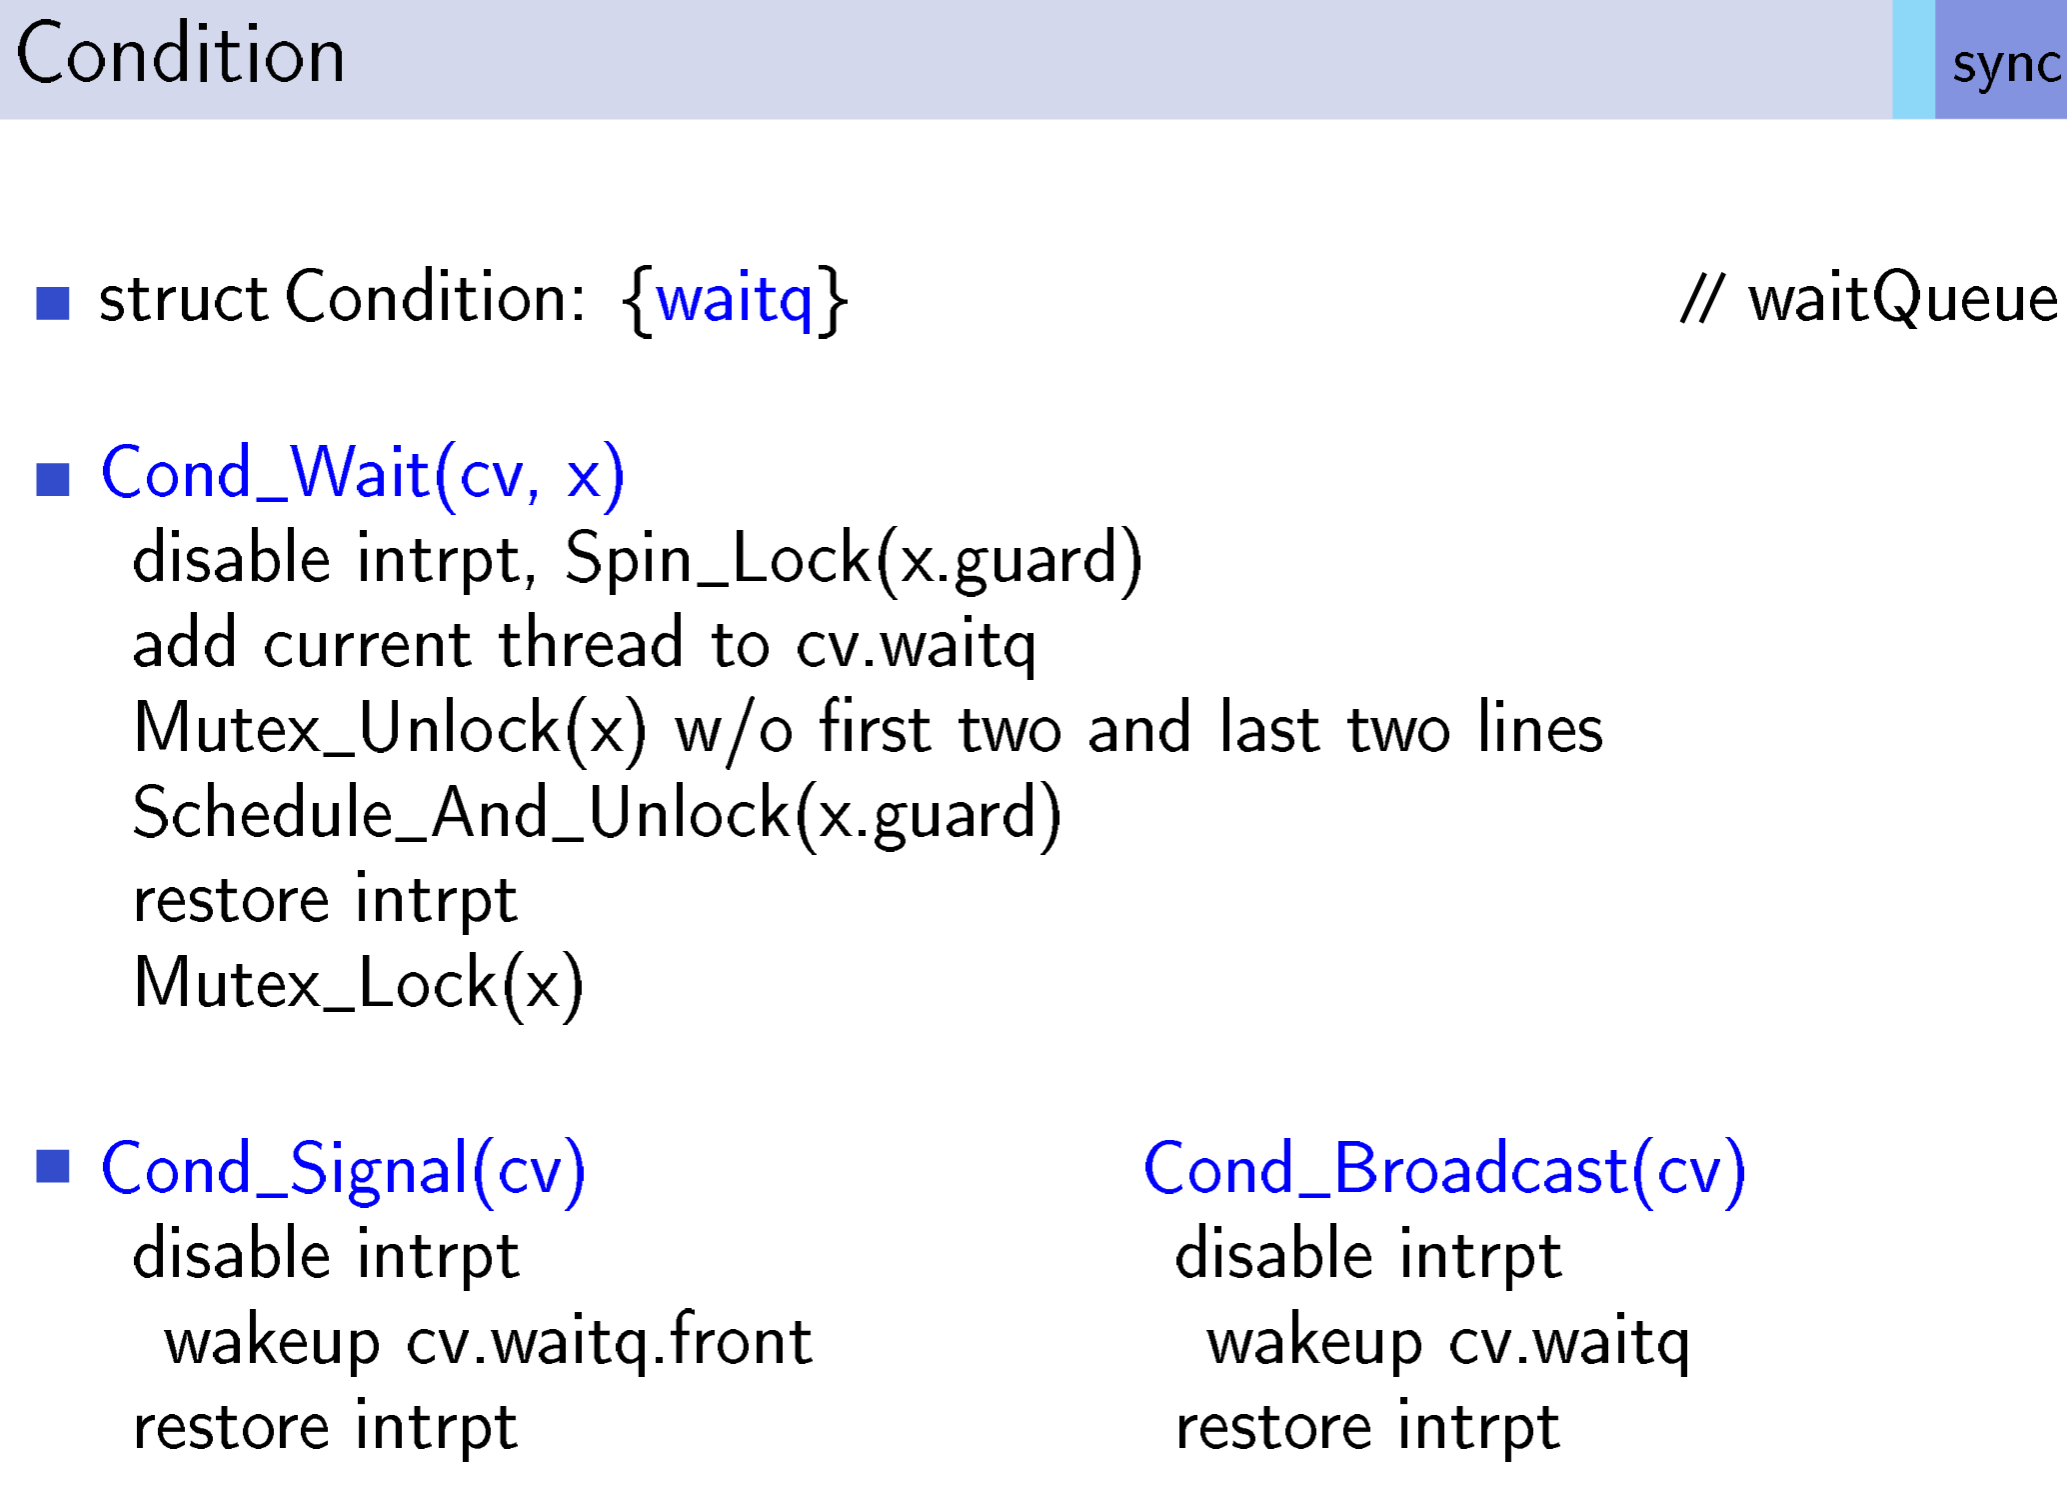 Condition
sync
struct Condition: {waitq} // waitQueue
Cond_Wait(cv, x)
disable intrpt, Spin_Lock(x.guard)
add current thread to cv.waitq
Mutex_Unlock(x) w/o first two and last two lines
Schedule_And_Unlock(x.guard)
restore intrpt
Mutex_Lock(x)
Cond_Signal(cv)
disable intrpt
wakeup cv.waitq.front
restore intrpt
Cond_Broadcast(cv)
disable intrpt
wakeup cv.waitq
restore intrpt